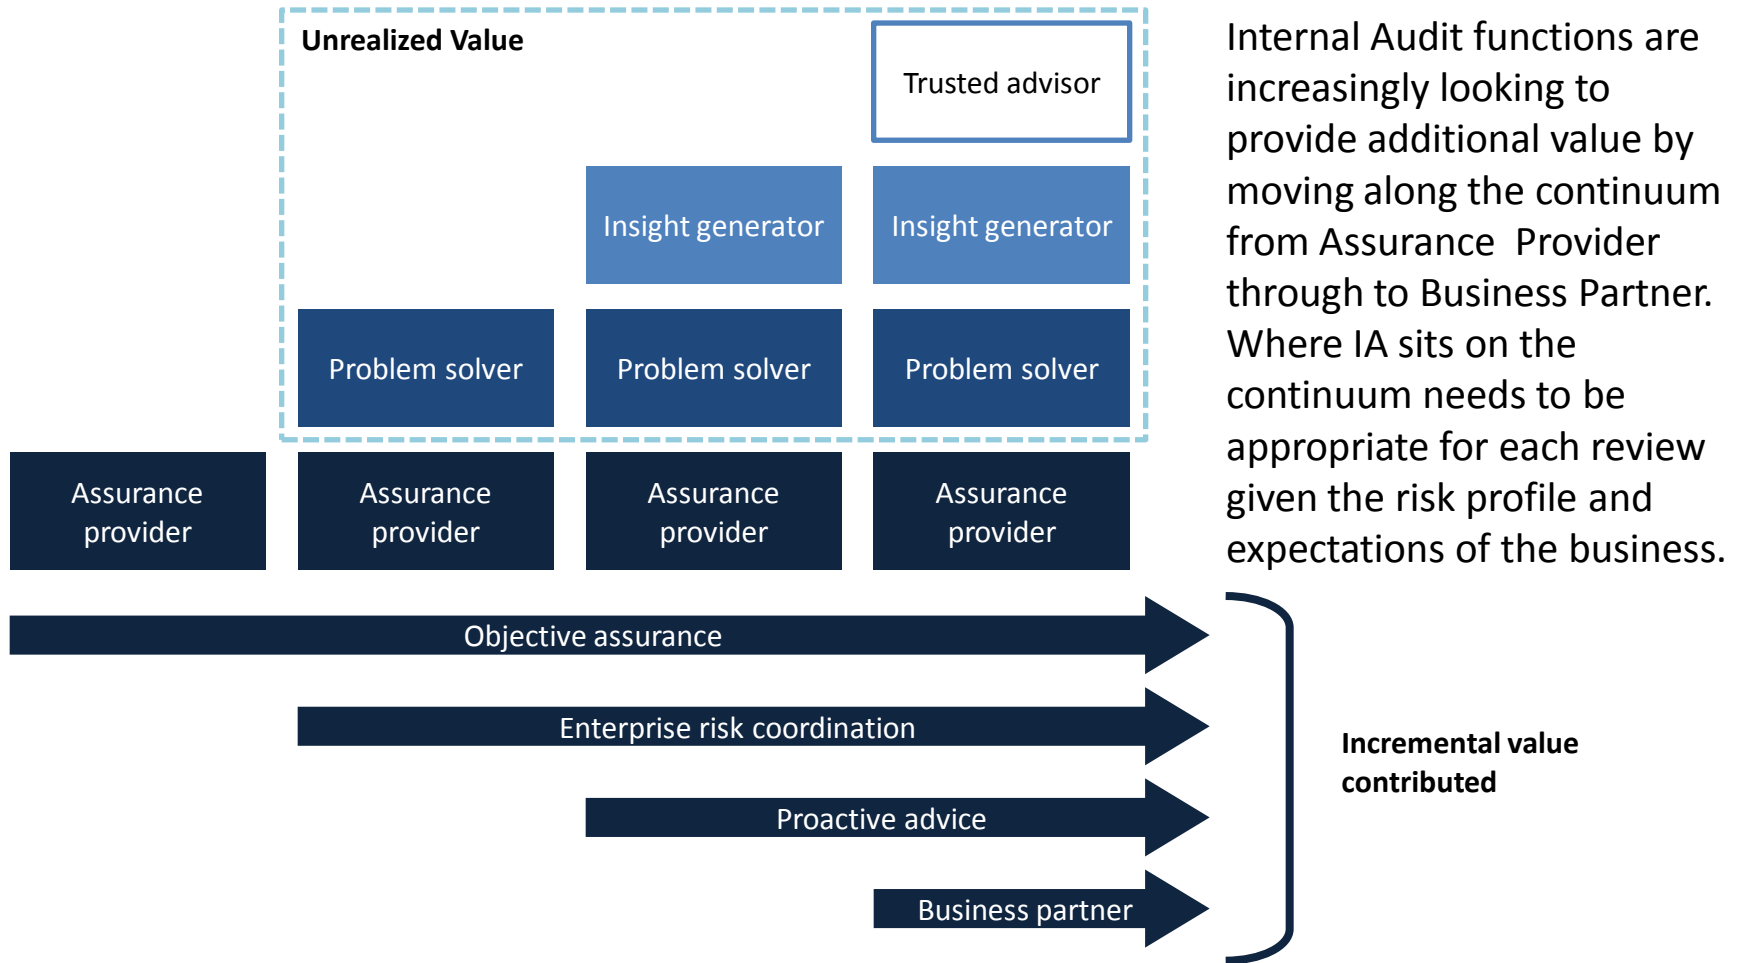 Unrealized Value
Trusted advisor
Insight generator
Insight generator
Problem solver
Problem solver
Problem solver
Assurance
provider
Assurance
provider
Assurance
provider
Assurance
provider
Objective assurance
Enterprise risk coordination
Proactive advice
Business partner
Internal Audit functions are
increasingly looking to
provide additional value by
moving along the continuum
from Assurance  Provider
through to Business Partner.
Where IA sits on the
continuum needs to be
appropriate for each review
given the risk profile and
expectations of the business.
Incremental value
contributed